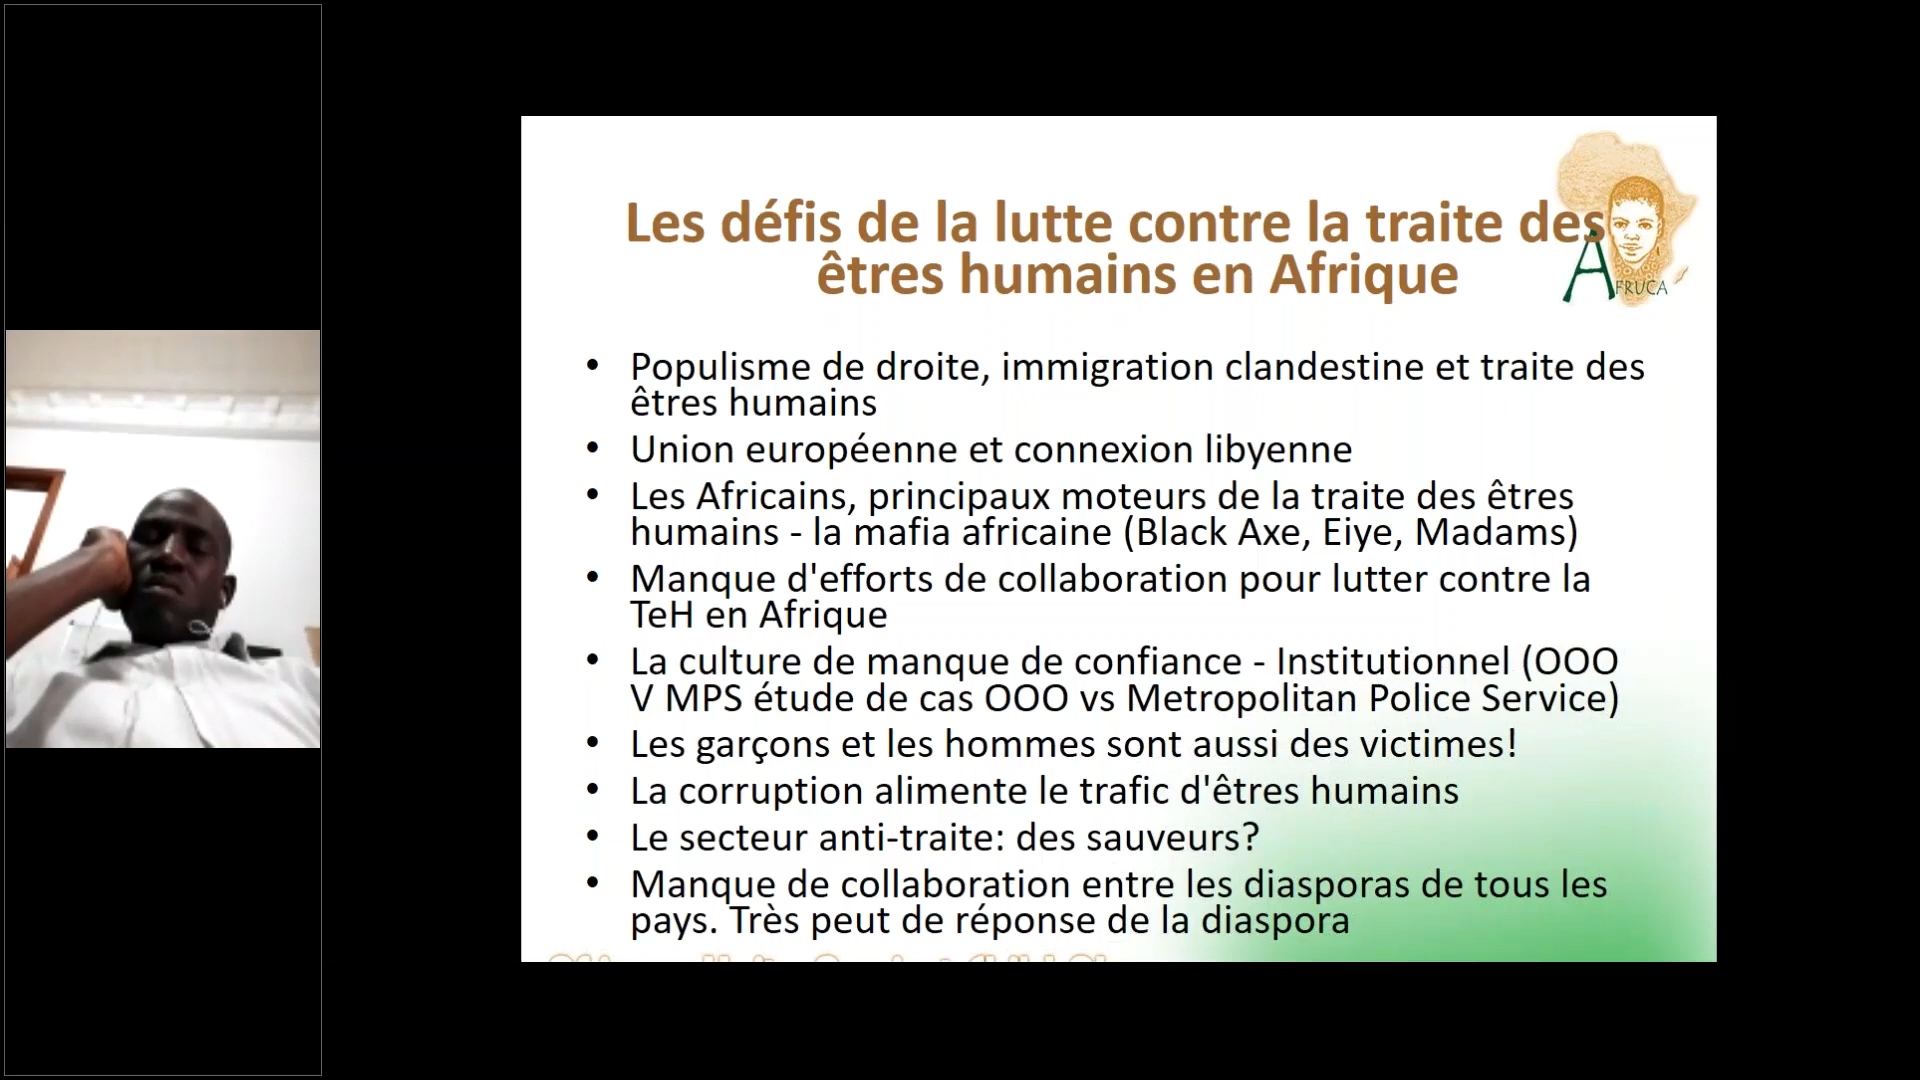 Les défis de la lutte contre la traite des
êtres humains en Afrique
AFRUCA
• Populisme de droite, immigration clandestine et traite des
êtres humains
• Union européenne et connexion libyenne
• Les Africains, principaux moteurs de la traite des êtres
humains - la mafia africaine (Black Axe, Eiye, Madams)
• Manque d'efforts de collaboration pour lutter contre la
TeH en Afrique
• La culture de manque de confiance - Institutionnel (OOO
V MPS étude de cas OOO vs Metropolitan Police Service)
• Les garçons et les hommes sont aussi des victimes!
• La corruption alimente le trafic d'êtres humains
• Le secteur anti-traite: des sauveurs?
• Manque de collaboration entre les diasporas de tous les
pays. Très peut de réponse de la diaspora